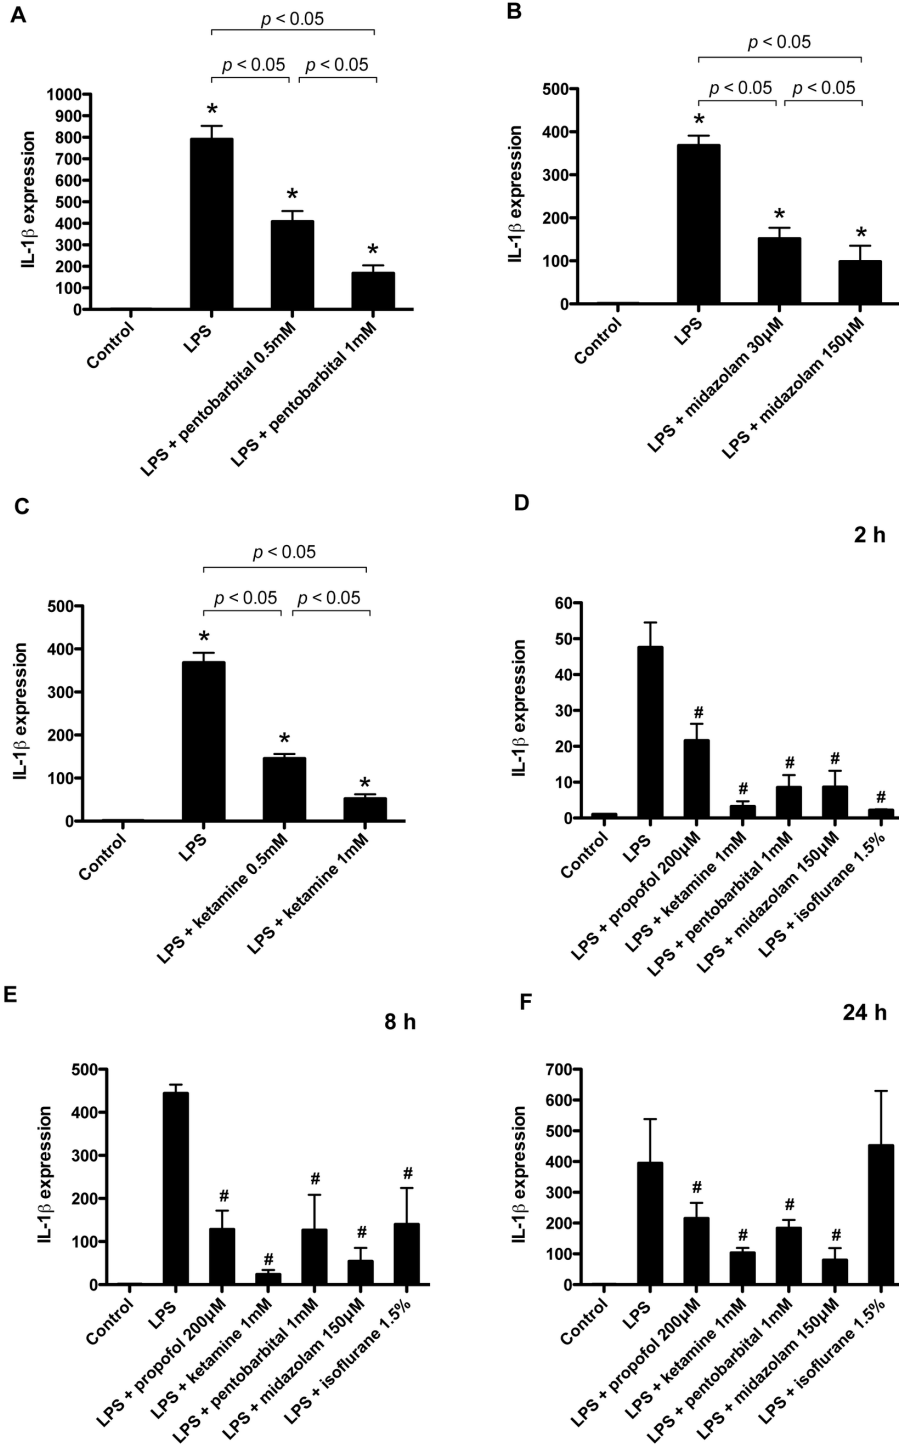 A
p < 0.05
p < 0.05 p < 0.05
IL-1β expression
1000
900
800
700
600
500
400
300
200
100
0
* * *
Control
LPS
LPS + pentobarbital 0.5mM
LPS + pentobarbital 1mM
B
p < 0.05
p < 0.05 p < 0.05
IL-1β expression
500
400
300
200
100
0
* * *
Control
LPS
LPS + midazolam 30µM
LPS + midazolam 150µM
C
p < 0.05
p < 0.05 p < 0.05
IL-1β expression
500
400
300
200
100
0
* * *
Control
LPS
LPS + ketamine 0.5mM
LPS + ketamine 1mM
D
2 h
IL-1β expression
60
50
40
30
20
10
0
# # # # #
Control
LPS
LPS + propofol 200µM
LPS + ketamine 1mM
LPS + pentobarbital 1mM
LPS + midazolam 150µM
LPS + isoflurane 1.5%
E
8 h
IL-1β expression
500
400
300
200
100
0
# # # # #
Control
LPS
LPS + propofol 200µM
LPS + ketamine 1mM
LPS + pentobarbital 1mM
LPS + midazolam 150µM
LPS + isoflurane 1.5%
F
24 h
IL-1β expression
700
600
500
400
300
200
100
0
# # # #
Control
LPS
LPS + propofol 200µM
LPS + ketamine 1mM
LPS + pentobarbital 1mM
LPS + midazolam 150µM
LPS + isoflurane 1.5%